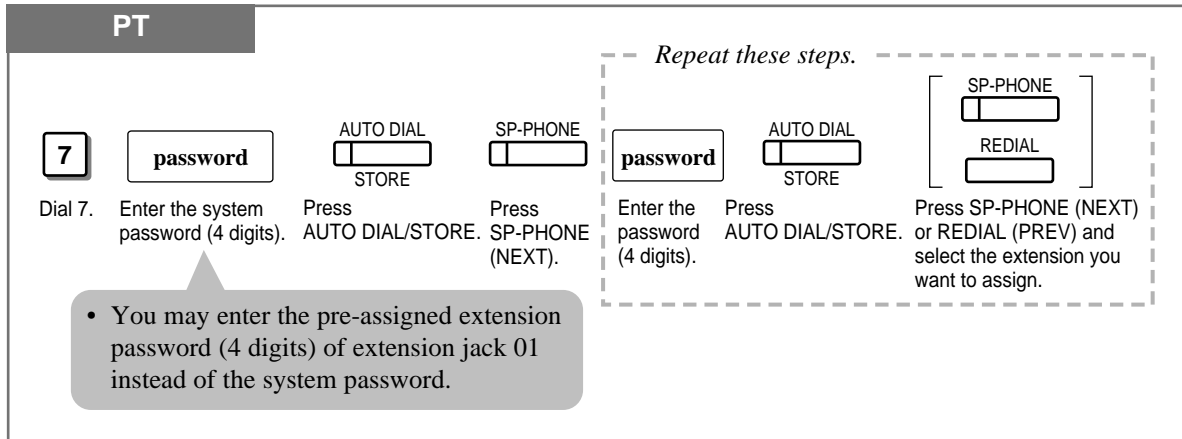 PT
Repeat these steps.
7
Dial 7.
password
Enter the system
password (4 digits).
AUTO DIAL
STORE
Press
AUTO DIAL/STORE.
SP-PHONE
Press
SP-PHONE
(NEXT).
password
Enter the
password
(4 digits).
AUTO DIAL
STORE
Press
AUTO DIAL/STORE.
SP-PHONE
REDIAL
Press SP-PHONE (NEXT)
or REDIAL (PREV) and
select the extension you
want to assign.
• You may enter the pre-assigned extension
password (4 digits) of extension jack 01
instead of the system password.